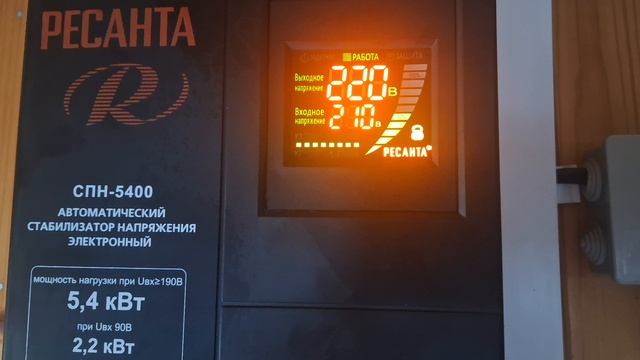 РЕСАНТА
R
СПН-5400
АВТОМАТИЧЕСКИЙ
СТАБИЛИЗАТОР НАПРЯЖЕНИЯ
ЭЛЕКТРОННЫЙ
мощность нагрузки при Uвх≥190В
5,4 кВт
при Uвх 90В
2,2 кВт
РАБОТА ЗАЩИТА
Выходное
напряжение 220 В
Входное
напряжение 210 В
РЕСАНТА